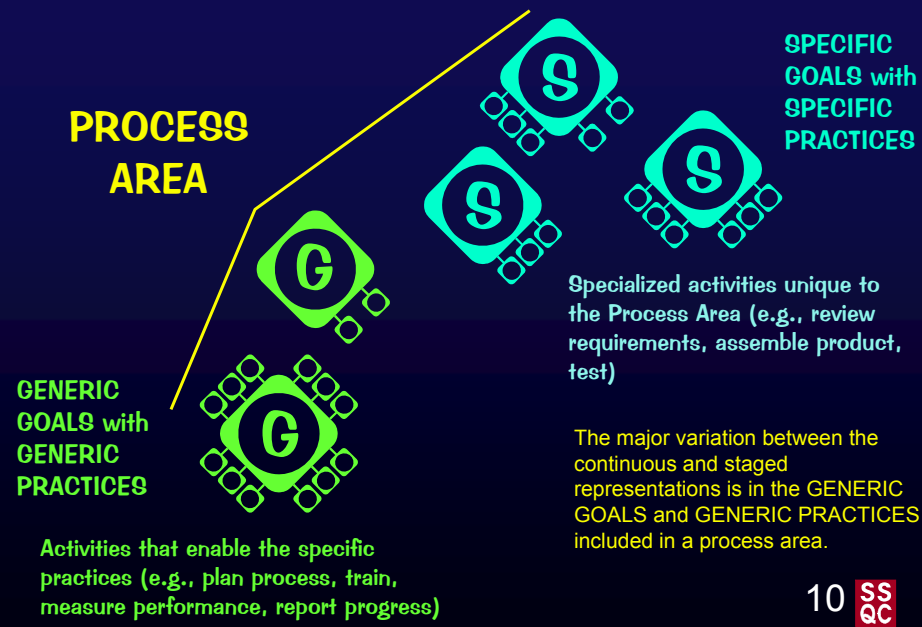 PROCESS
AREA
S
SPECIFIC
GOALS with
SPECIFIC
PRACTICES
S
S
G
Specialized activities unique to
the Process Area (e.g., review
requirements, assemble product,
test)
GENERIC
GOALS with
GENERIC
PRACTICES
G
The major variation between the
continuous and staged
representations is in the GENERIC
GOALS and GENERIC PRACTICES
included in a process area.
Activities that enable the specific
practices (e.g., plan process, train,
measure performance, report progress)
10
SS
QC